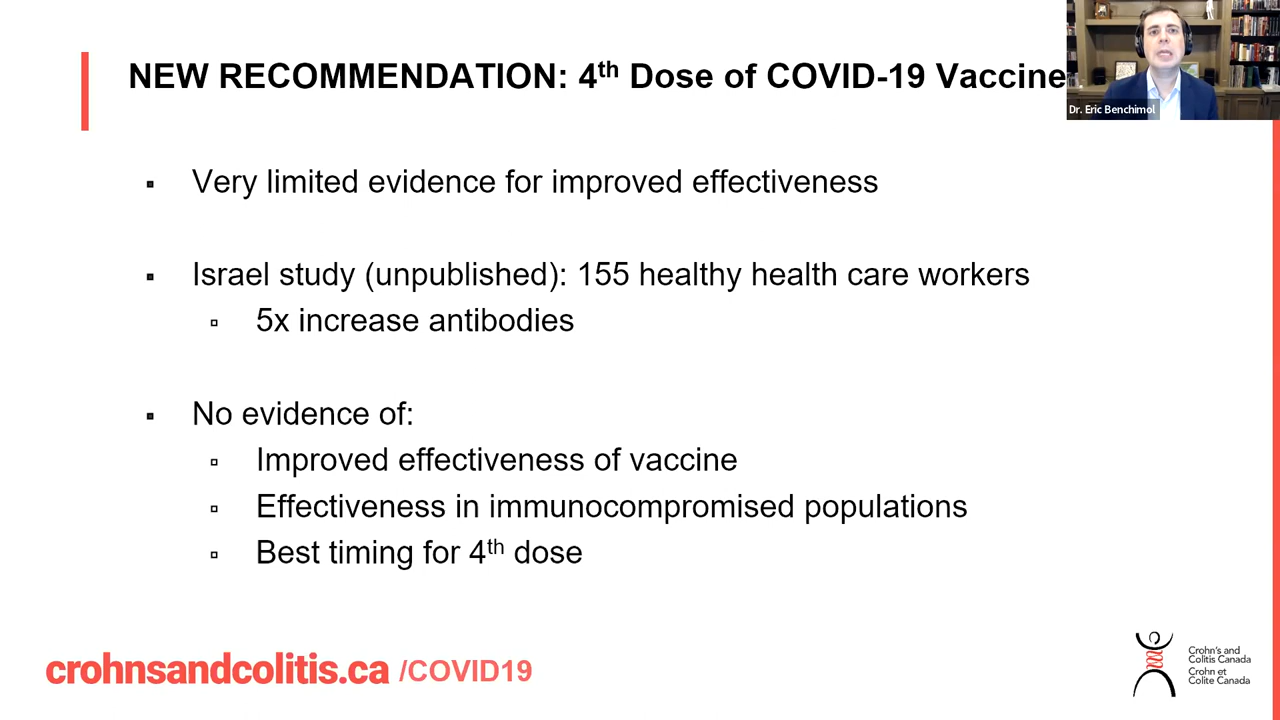 NEW RECOMMENDATION: 4th Dose of COVID-19 Vaccine
Dr. Eric Benchimol
Very limited evidence for improved effectiveness
Israel study (unpublished): 155 healthy health care workers
5x increase antibodies
No evidence of:
Improved effectiveness of vaccine
Effectiveness in immunocompromised populations
Best timing for 4th dose
crohnsandcolitis.ca /COVID19
Crohn's and
Colitis Canada
Crohn et
Colite Canada